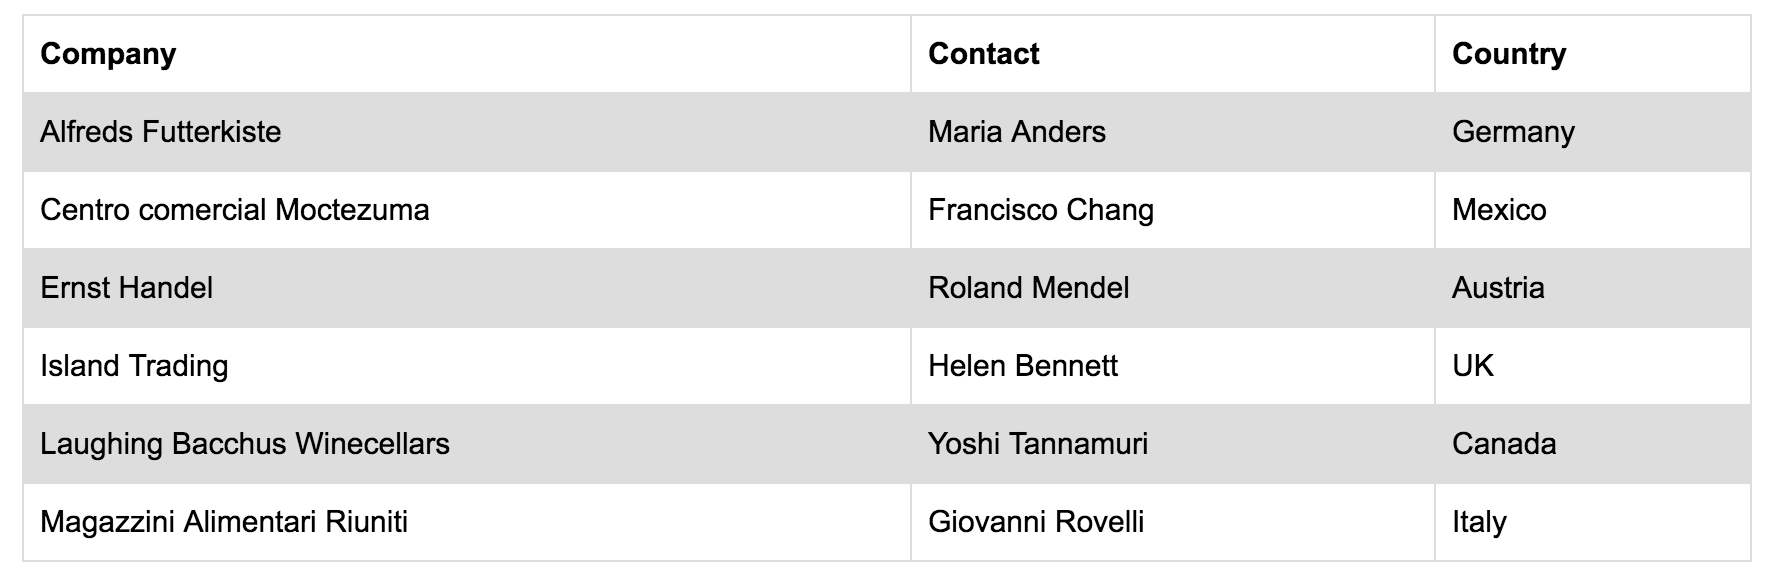 Company Contact Country
Alfreds Futterkiste Maria Anders Germany
Centro comercial Moctezuma Francisco Chang Mexico
Ernst Handel Roland Mendel Austria
Island Trading Helen Bennett UK
Laughing Bacchus Winecellars Yoshi Tannamuri Canada
Magazzini Alimentari Riuniti Giovanni Rovelli Italy